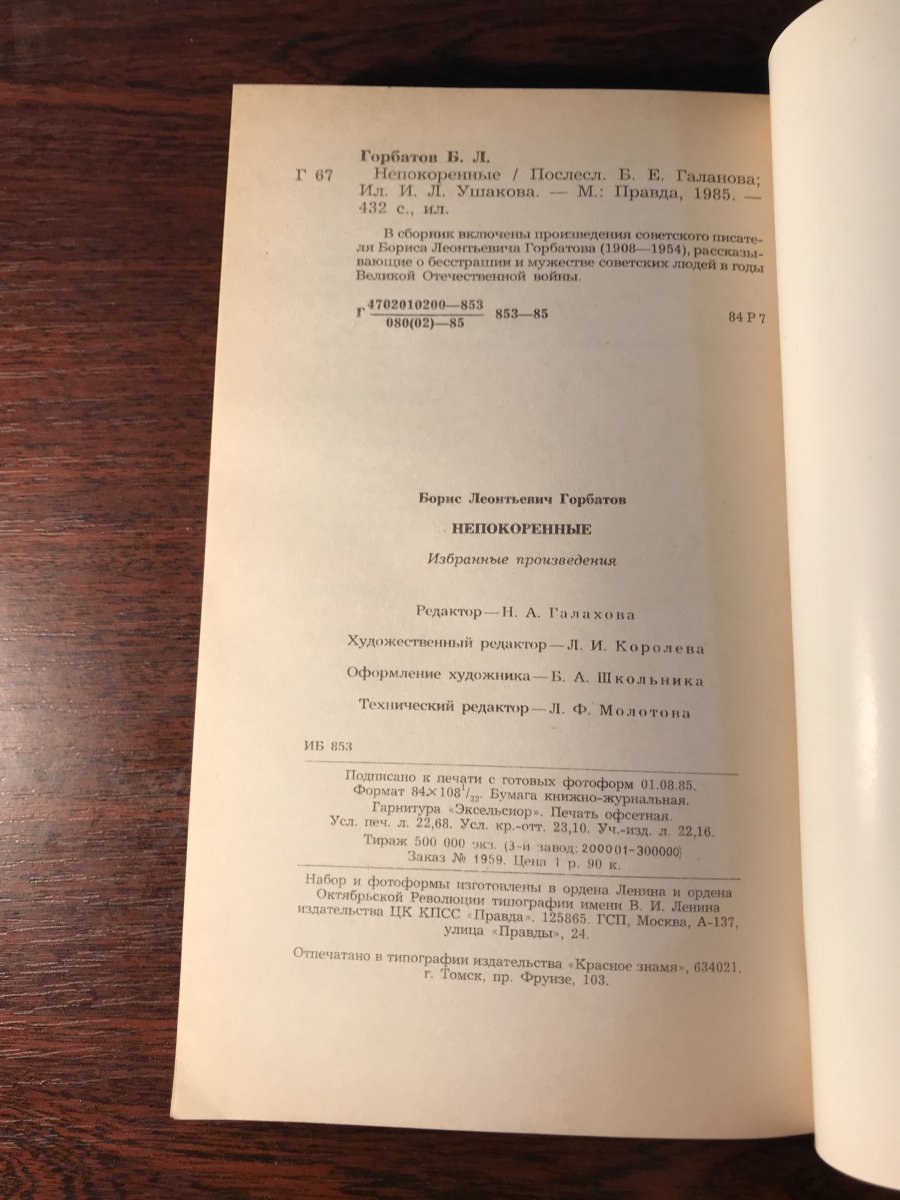 Горбатов Б. Л.
Г 67 Непокоренные / Послесл. Б. Е. Галанова;
Ил. И. Л. Ушакова. — М.: Правда, 1985. —
432 с., ил.
В сборник включены произведения советского писате-
ля Бориса Леонтьевича Горбатова (1908—1954), рассказы-
вающие о бесстрашии и мужестве советских людей в годы
Великой Отечественной войны.
Г 4702010200—853 / 080(02)—85 853—85 84 Р 7
Борис Леонтьевич Горбатов
НЕПОКОРЕННЫЕ
Избранные произведения
Редактор — Н. А. Галахова
Художественный редактор — Л. И. Королева
Оформление художника — Б. А. Школьника
Технический редактор — Л. Ф. Молотова
ИБ 853
Подписано к печати с готовых фотоформ 01.08.85.
Формат 84×108 1/32. Бумага книжно-журнальная.
Гарнитура «Эксельсиор». Печать офсетная.
Усл. печ. л. 22,68. Усл. кр.-отт. 23,10. Уч.-изд. л. 22,16.
Тираж 500 000 экз. (3-й завод: 200001-300000)
Заказ № 1959. Цена 1 р. 90 к.
Набор и фотоформы изготовлены в ордена Ленина и ордена
Октябрьской Революции типографии имени В. И. Ленина
издательства ЦК КПСС «Правда». 125865. ГСП, Москва, А-137,
улица «Правды», 24.
Отпечатано в типографии издательства «Красное знамя», 634021.
г. Томск, пр. Фрунзе, 103.